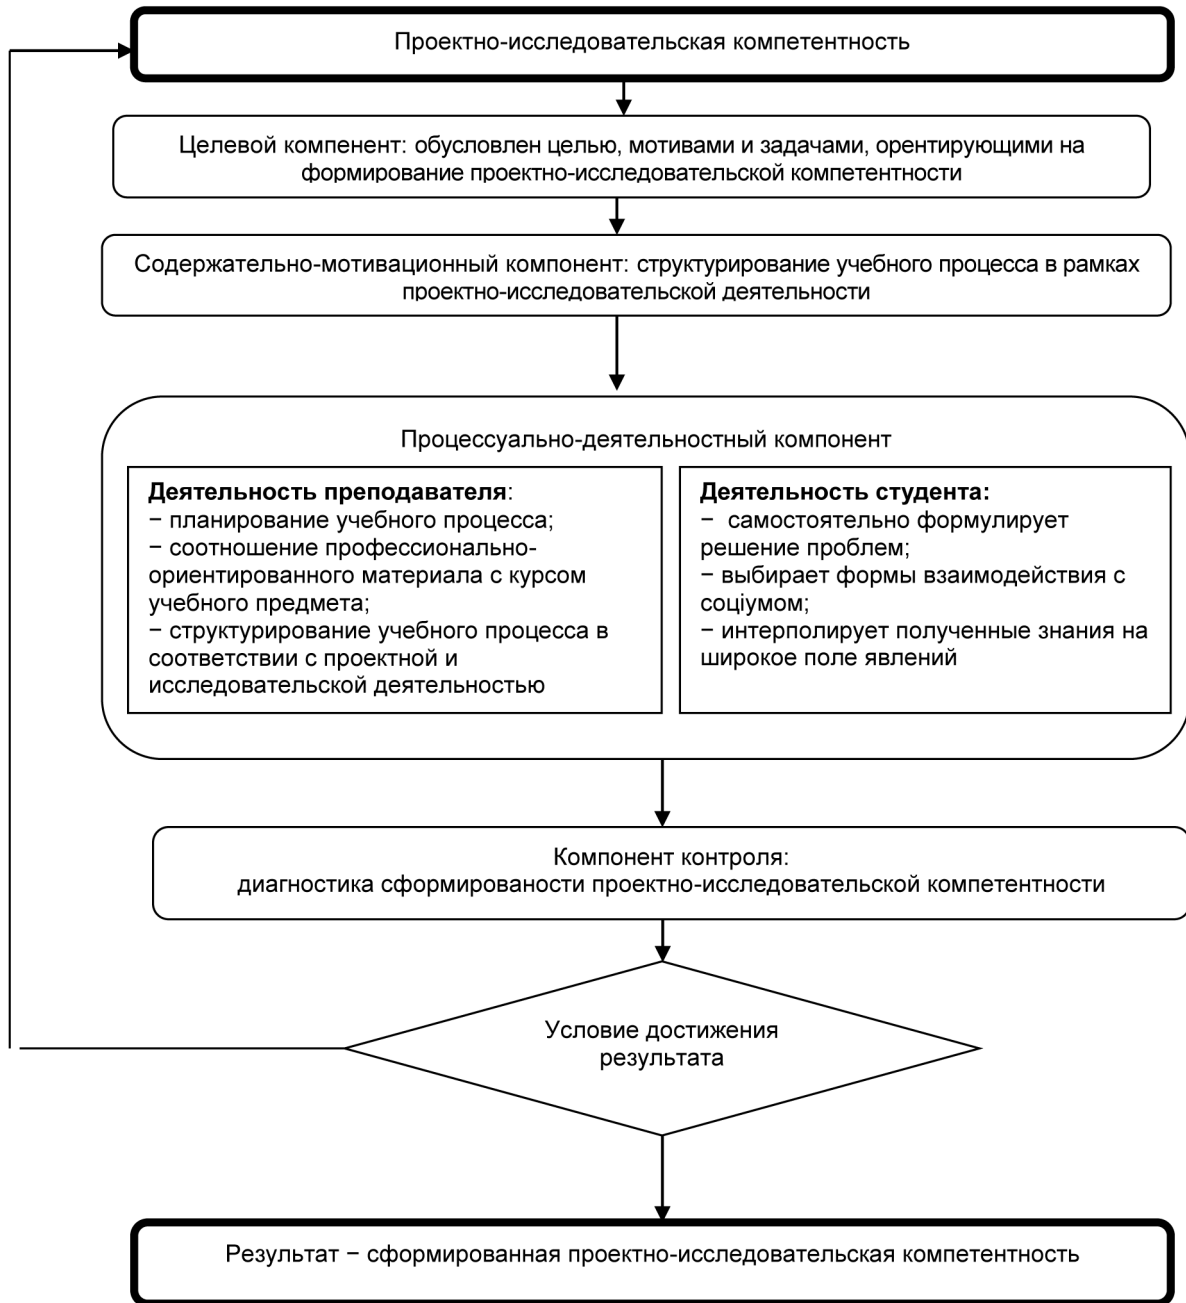 Проектно-исследовательская компетентность
Целевой компенент: обусловлен целью, мотивами и задачами, орентирующими на
формирование проектно-исследовательской компетентности
Содержательно-мотивационный компонент: структурирование учебного процесса в рамках
проектно-исследовательской деятельности
Процессуально-деятельностный компонент
Деятельность преподавателя:
− планирование учебного процесса;
− соотношение профессионально-
ориентированного материала с курсом
учебного предмета;
− структурирование учебного процесса в
соответствии с проектной и
исследовательской деятельностью
Деятельность студента:
− самостоятельно формулирует
решение проблем;
− выбирает формы взаимодействия с
соціумом;
− интерполирует полученные знания на
широкое поле явлений
Компонент контроля:
диагностика сформированости проектно-исследовательской компетентности
Условие достижения
результата
Результат − сформированная проектно-исследовательская компетентность